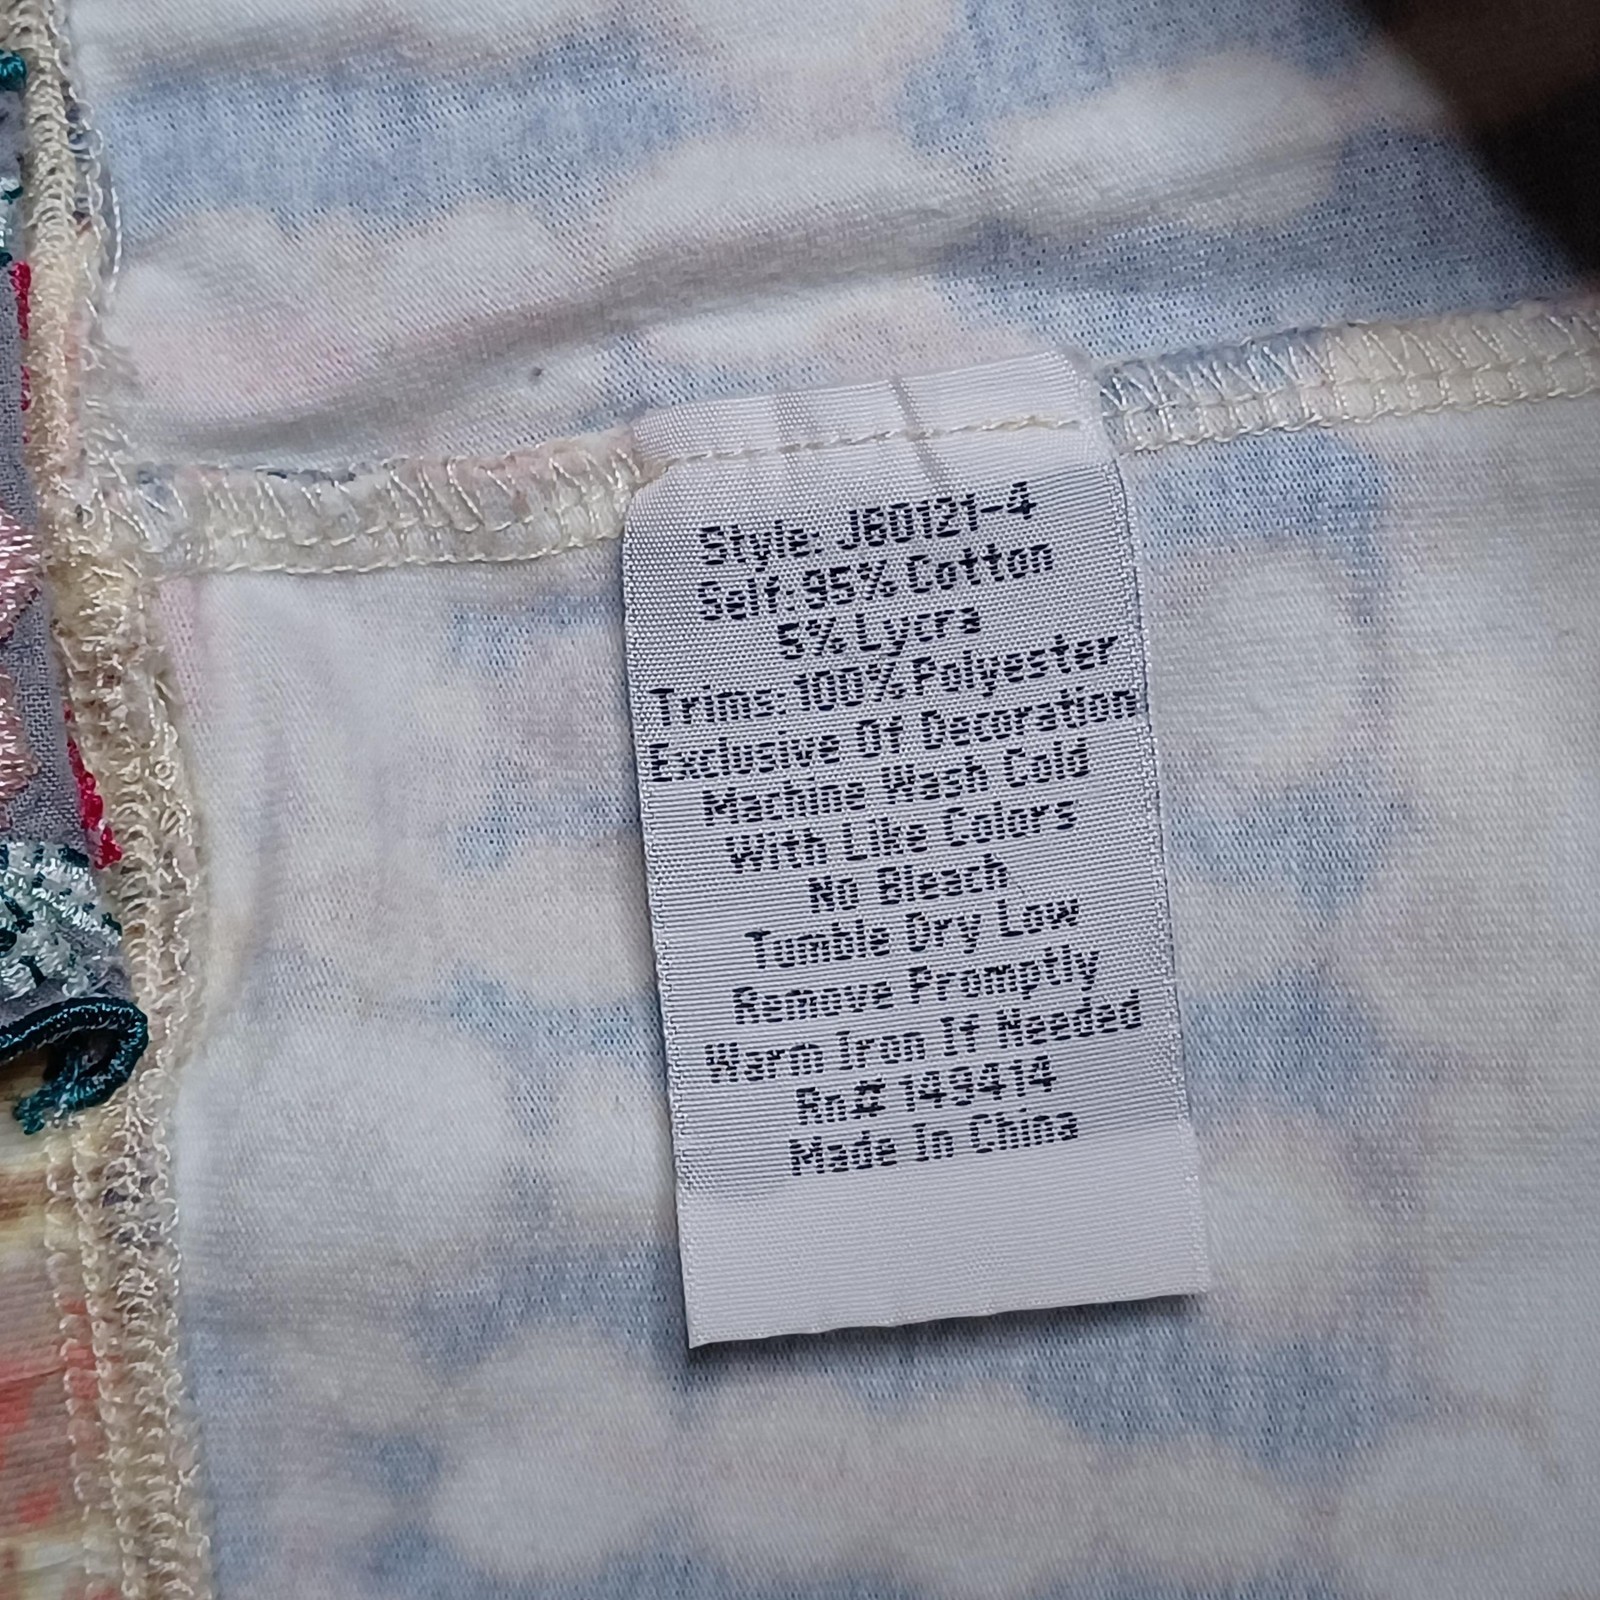 Style: J60121-4
Self: 95% Cotton
5% Lycra
Trims: 100% Polyester
Exclusive Of Decoration
Machine Wash Cold
With Like Colors
No Bleach
Tumble Dry Low
Remove Promptly
Warm Iron If Needed
Rn# 149414
Made In China